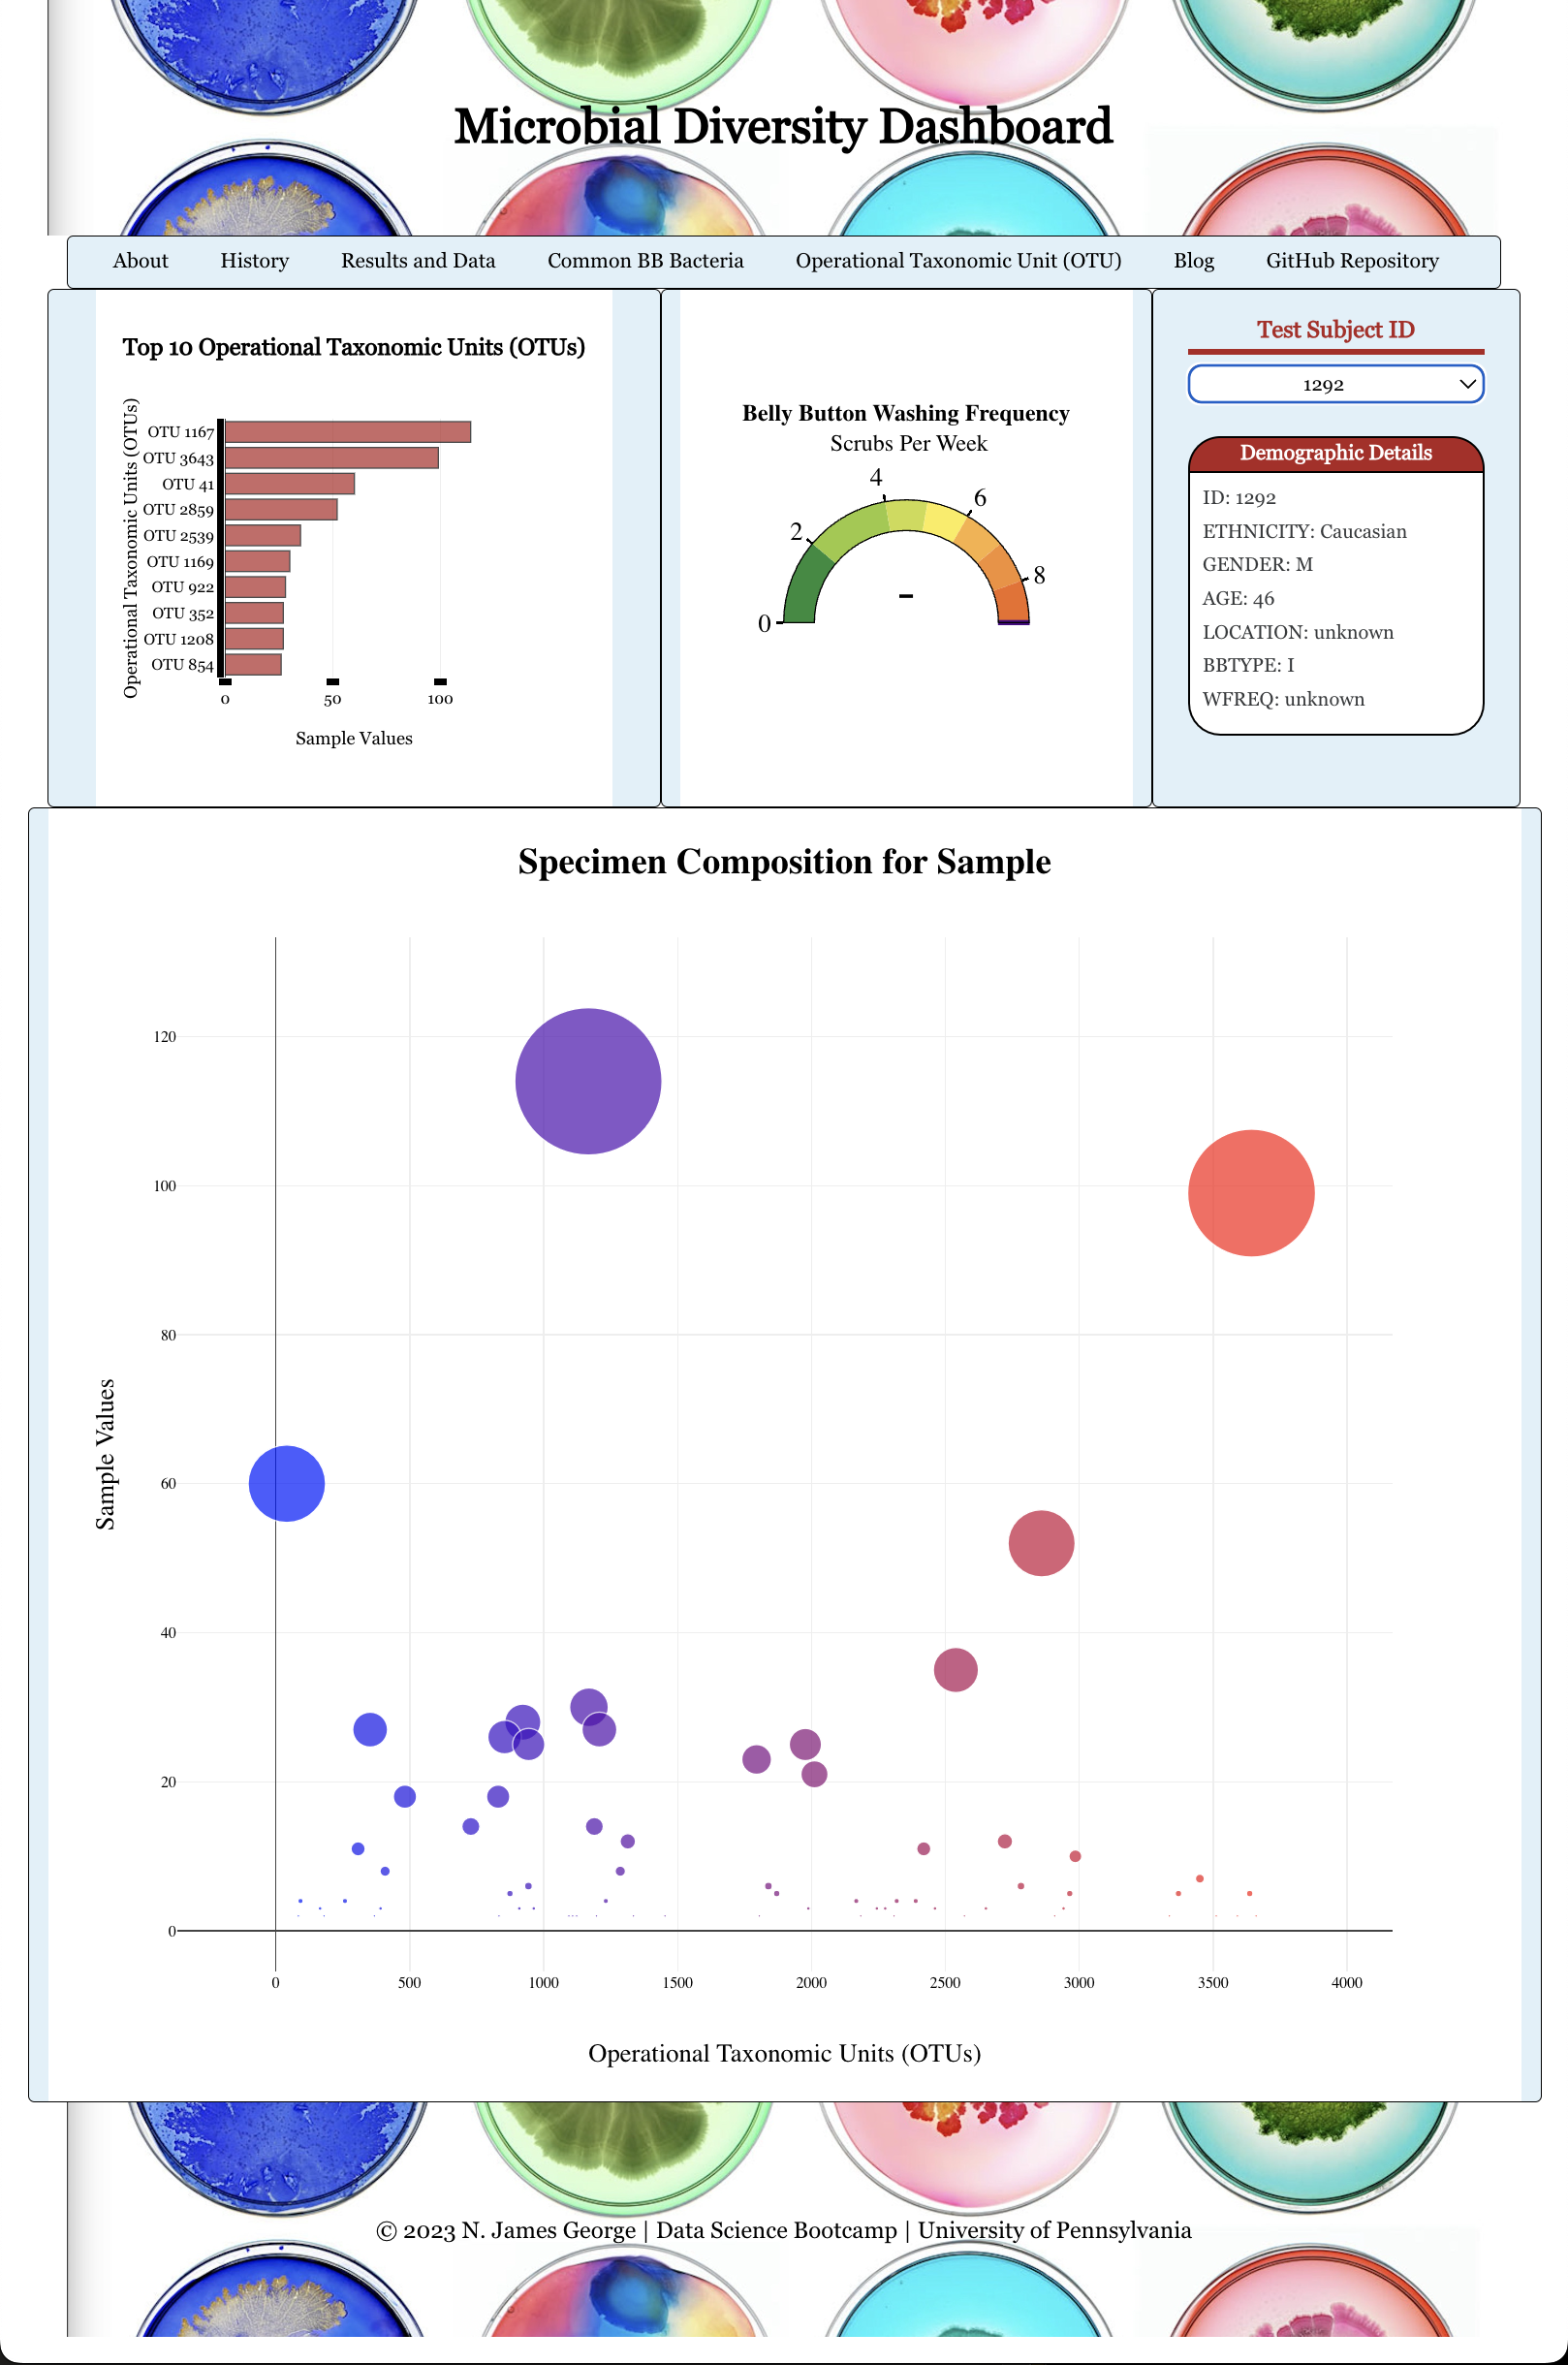 Microbial Diversity Dashboard
About History Results and Data Common BB Bacteria Operational Taxonomic Unit (OTU) Blog GitHub Repository
Top 10 Operational Taxonomic Units (OTUs)
Operational Taxonomic Units (OTUs)
OTU 1167
OTU 3643
OTU 41
OTU 2859
OTU 2539
OTU 1169
OTU 922
OTU 352
OTU 1208
OTU 854
0 50 100
Sample Values
Belly Button Washing Frequency
Scrubs Per Week
0
2
4
6
8
–
Test Subject ID
1292
Demographic Details
ID: 1292
ETHNICITY: Caucasian
GENDER: M
AGE: 46
LOCATION: unknown
BBTYPE: I
WFREQ: unknown
Specimen Composition for Sample
Sample Values
120
100
80
60
40
20
0
0 500 1000 1500 2000 2500 3000 3500 4000
Operational Taxonomic Units (OTUs)
© 2023 N. James George | Data Science Bootcamp | University of Pennsylvania